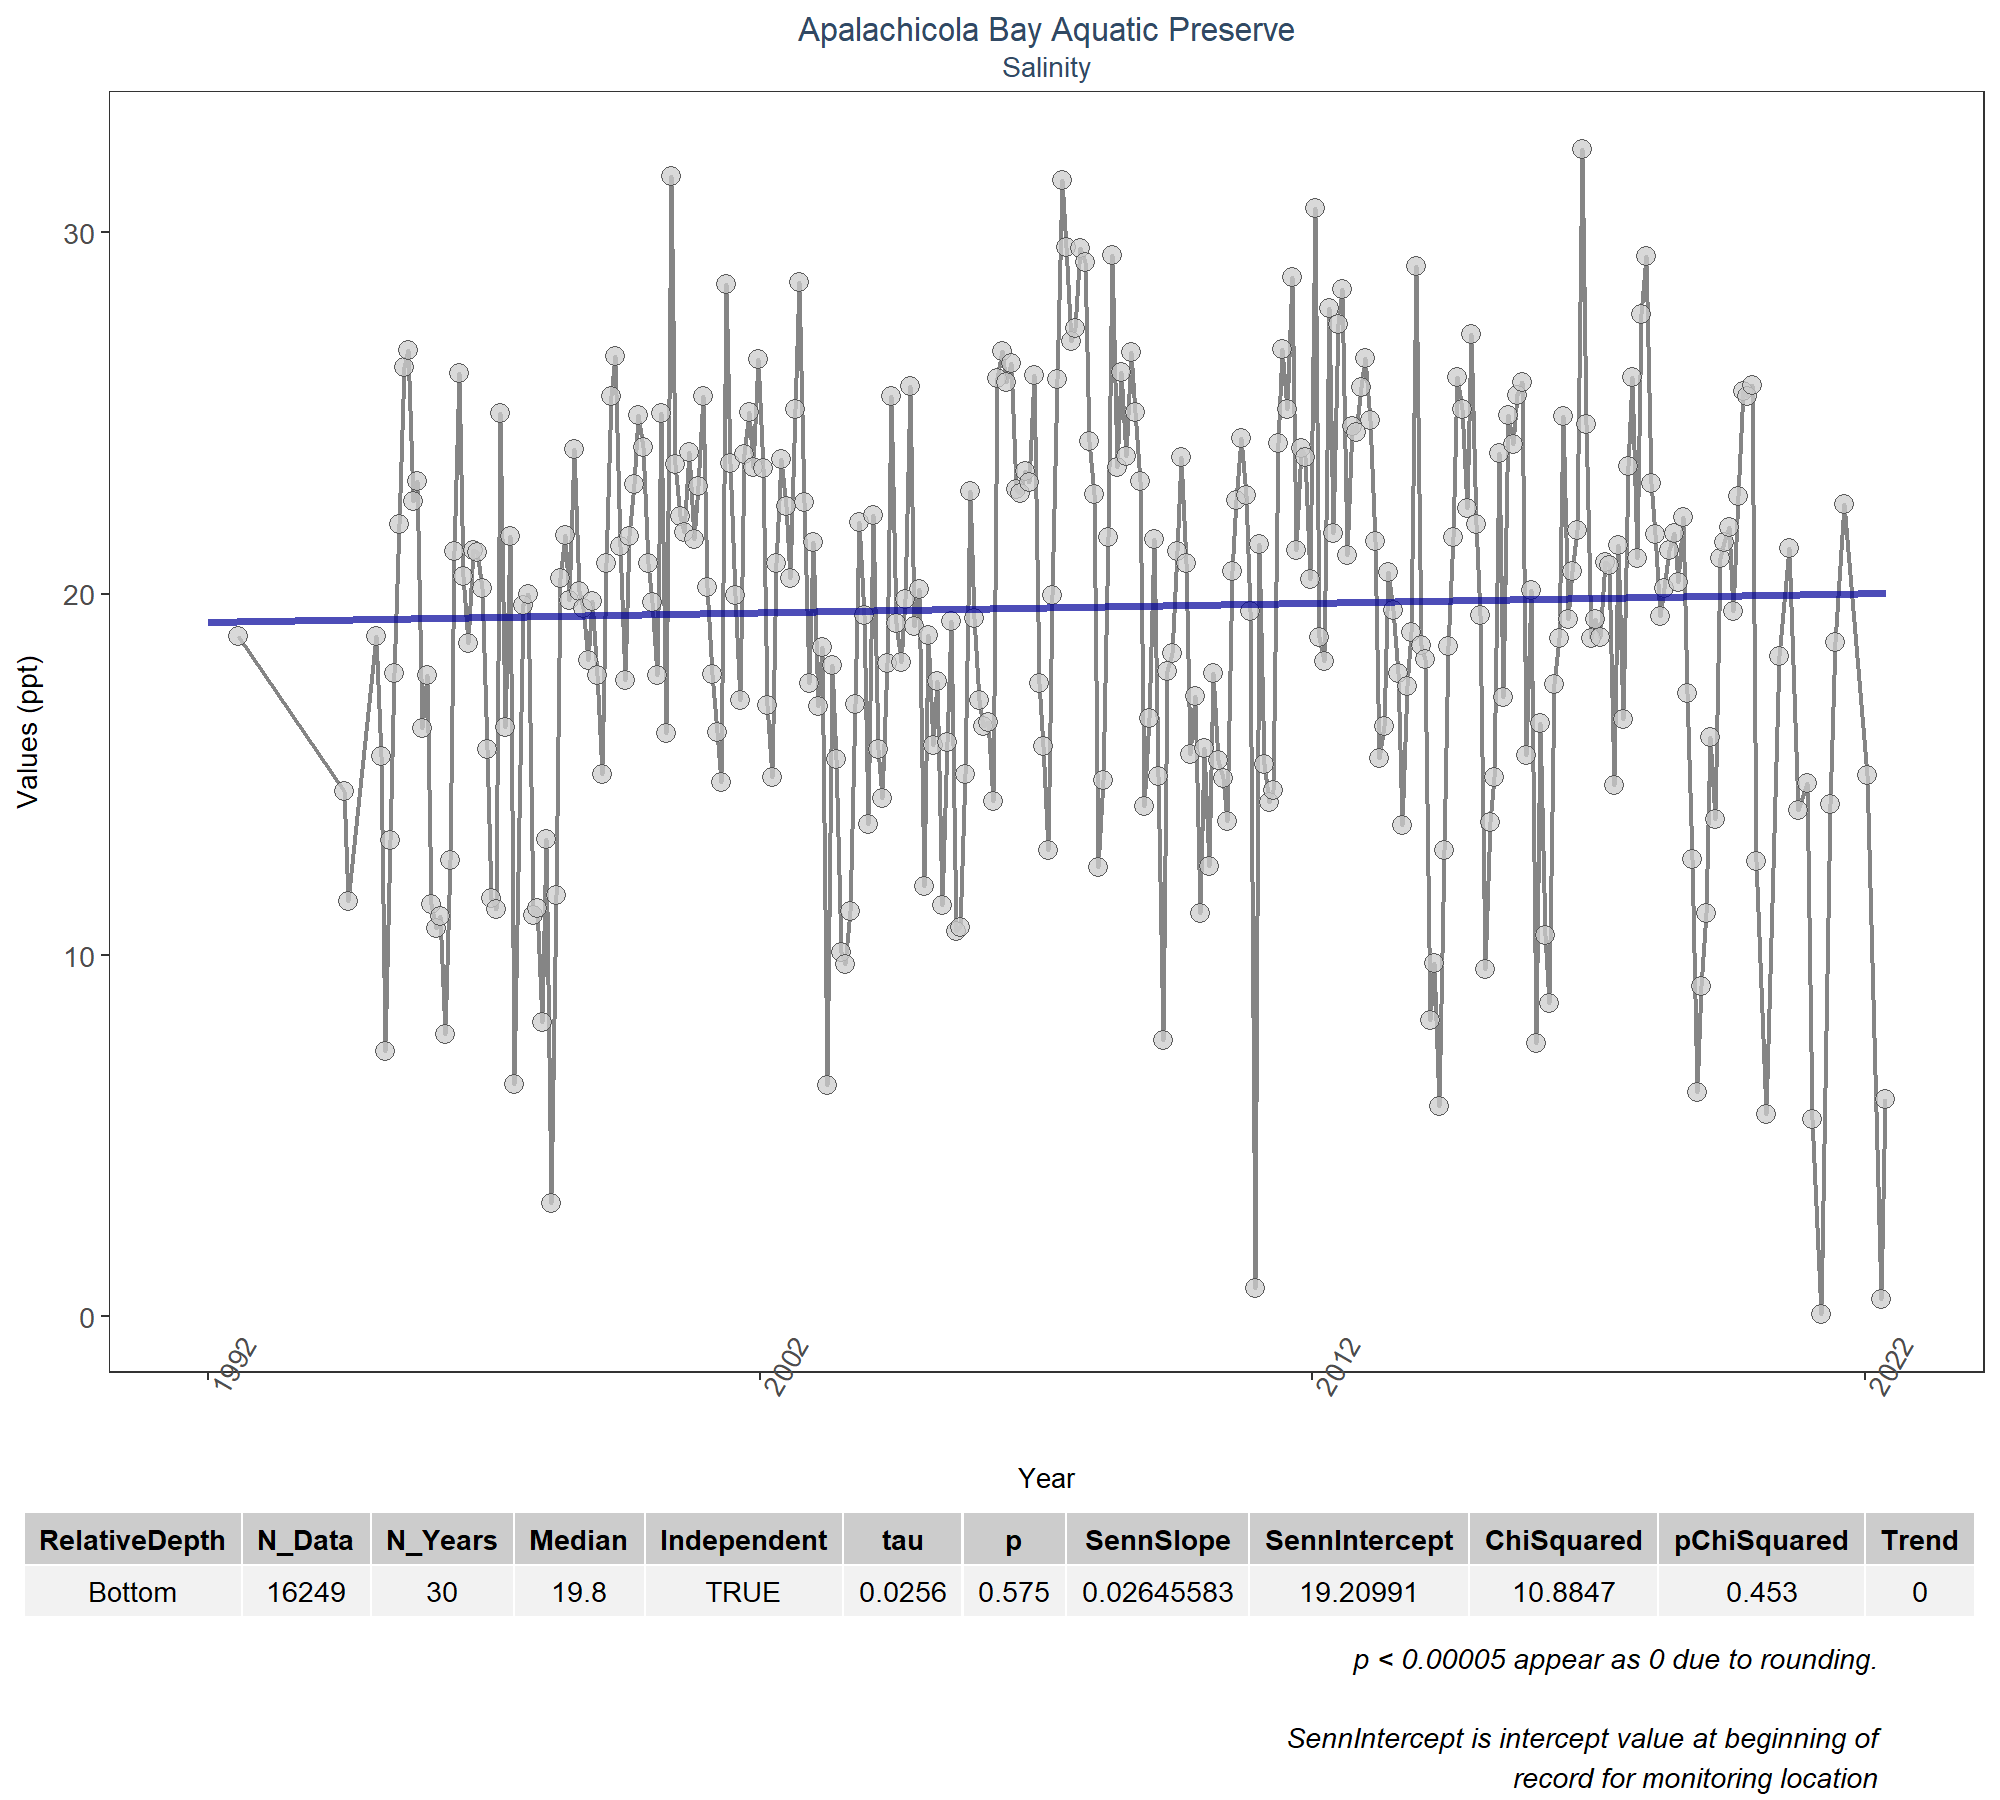 Apalachicola Bay Aquatic Preserve
Salinity
Values (ppt)
30
20
10
0
1992 2002 2012 2022
Year
RelativeDepth N_Data N_Years Median Independent tau p SennSlope SennIntercept ChiSquared pChiSquared Trend
Bottom 16249 30 19.8 TRUE 0.0256 0.575 0.02645583 19.20991 10.8847 0.453 0
p < 0.00005 appear as 0 due to rounding.
SennIntercept is intercept value at beginning of
record for monitoring location